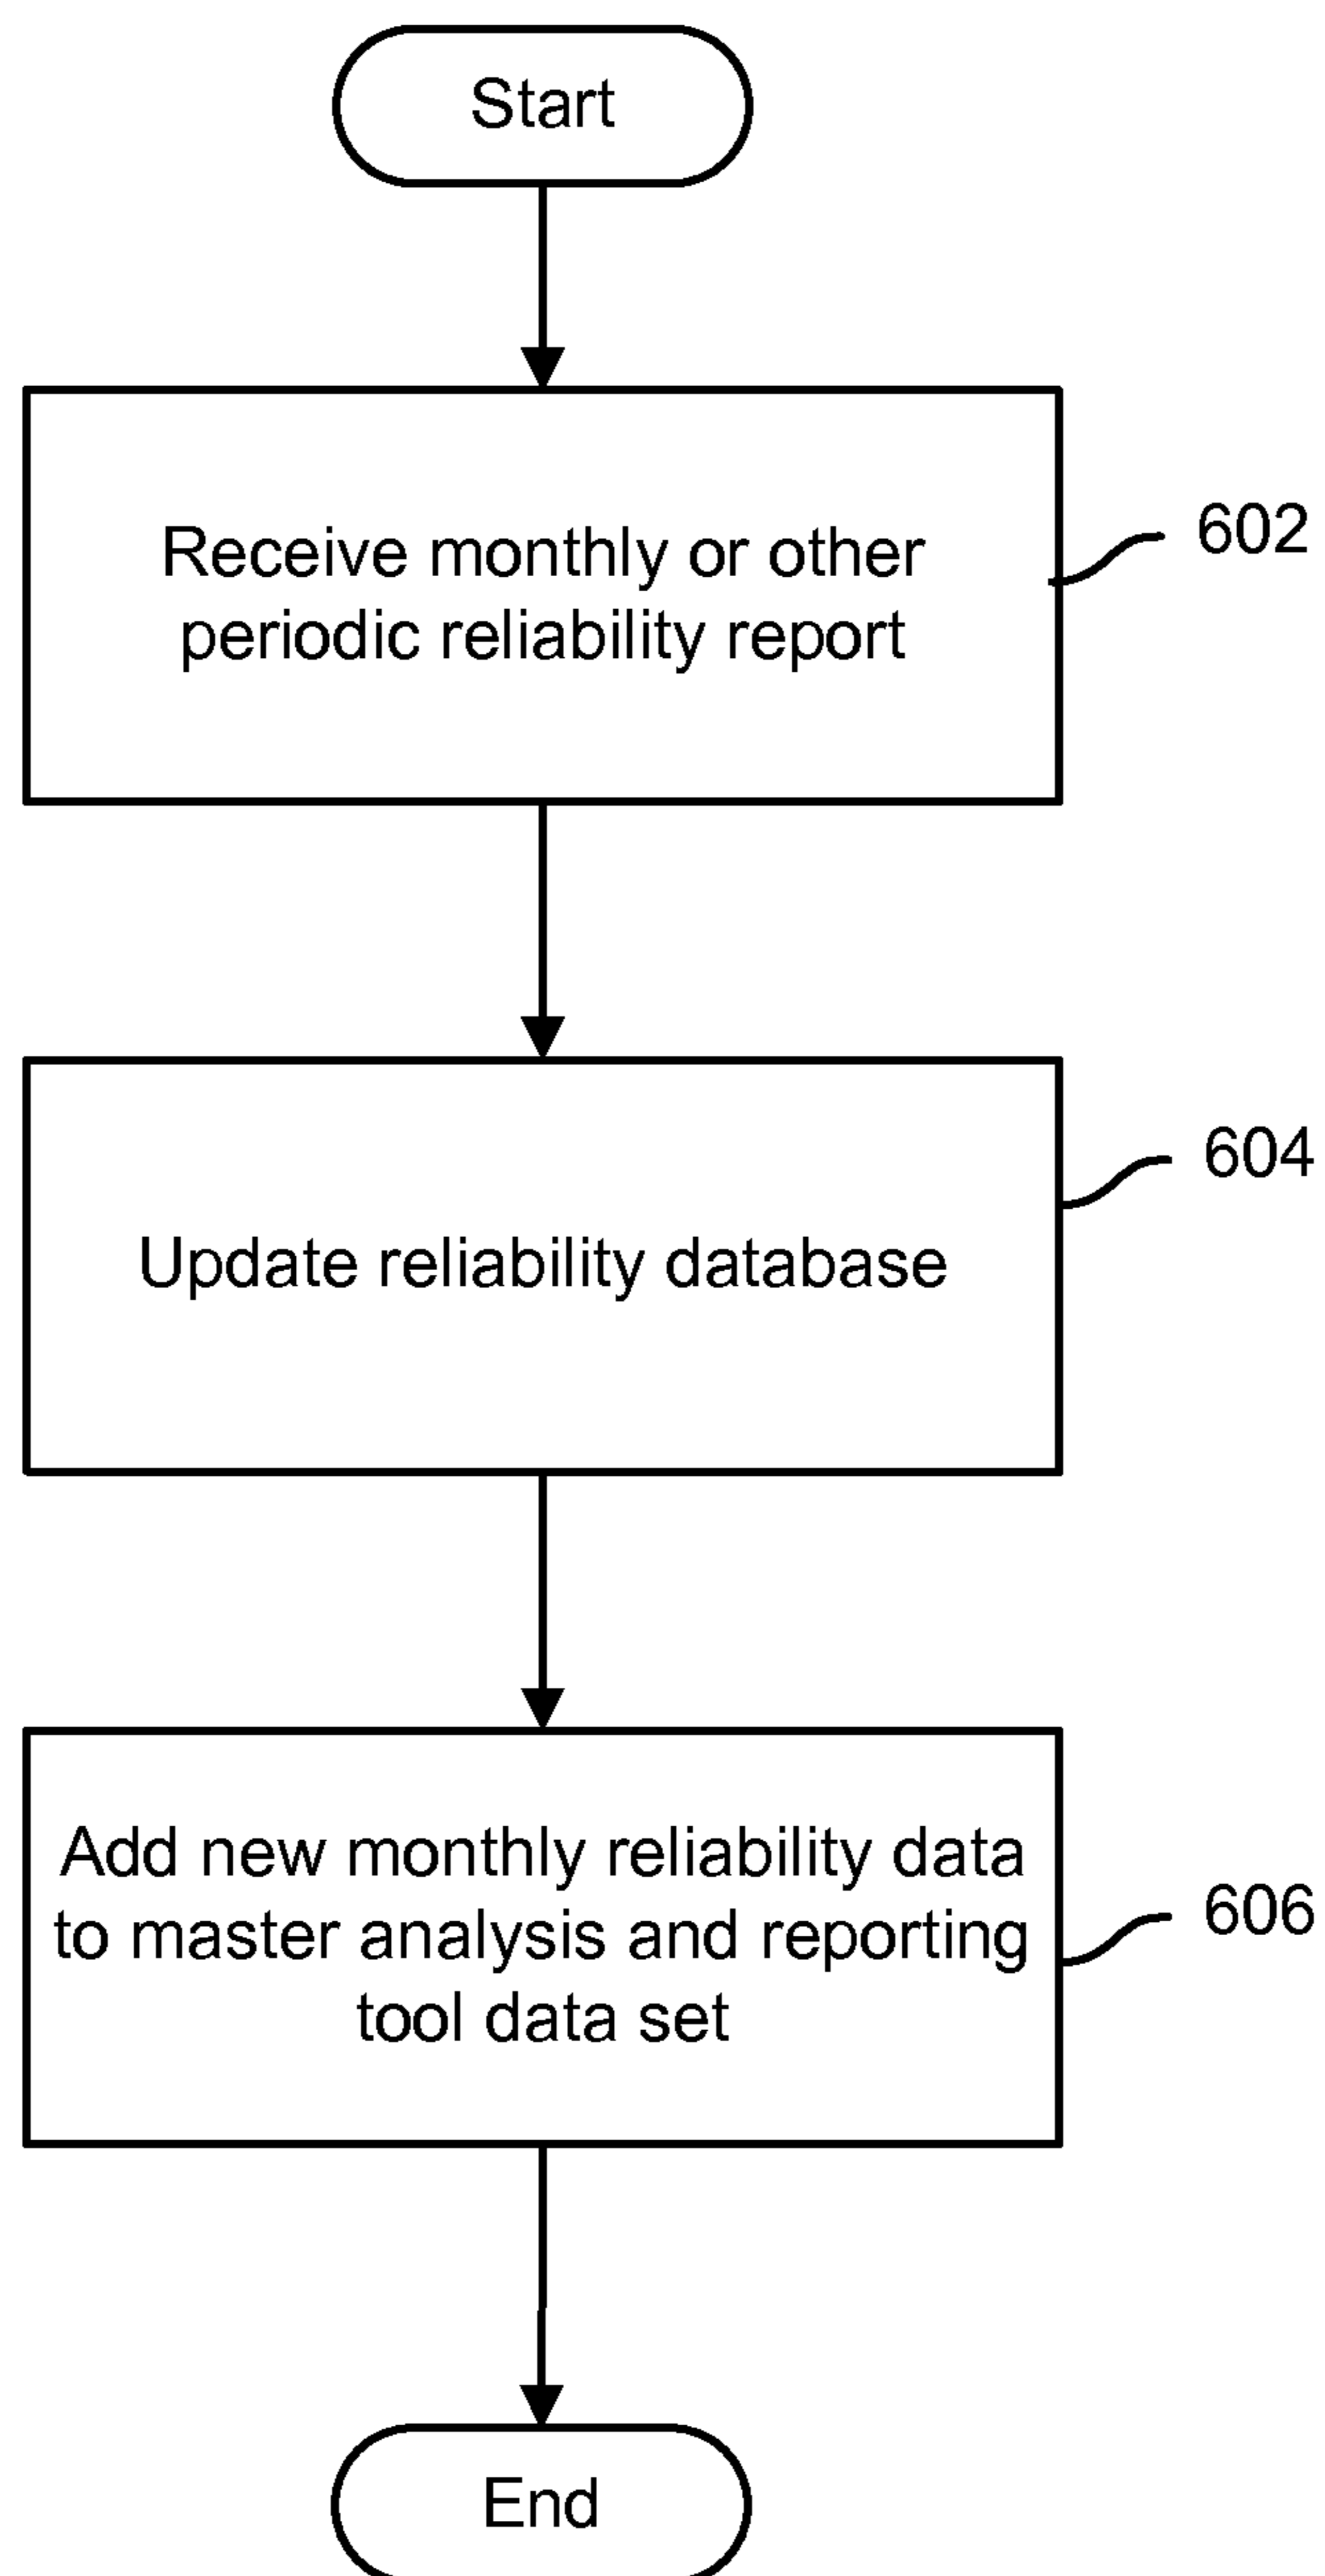 Start
Receive monthly or other
periodic reliability report
602
Update reliability database
604
Add new monthly reliability data
to master analysis and reporting
tool data set
606
End